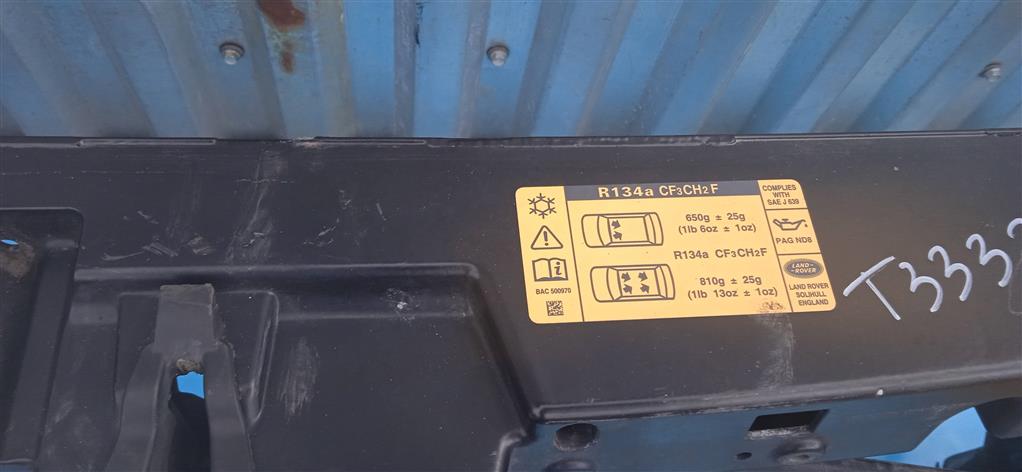 R134a CF3CH2F
650g ± 25g
(1lb 6oz ± 1oz)
R134a CF3CH2F
810g ± 25g
(1lb 13oz ± 1oz)
BAC 500970
COMPLIES
WITH
SAE J 639
PAG ND8
LAND-
ROVER
LAND ROVER
SOLIHULL
ENGLAND
T333